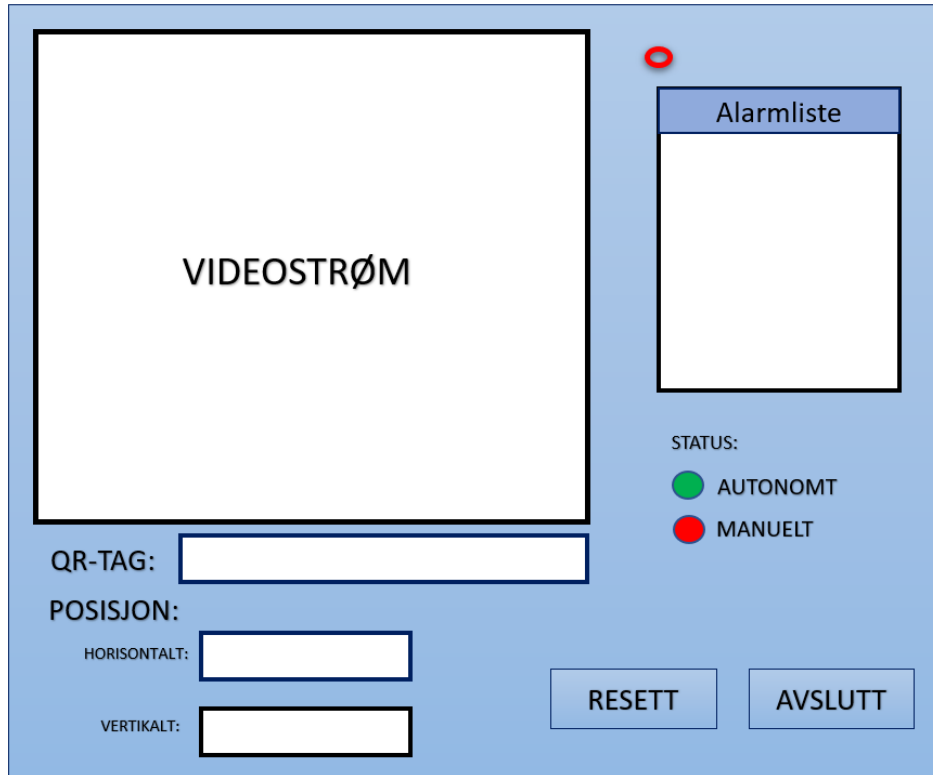 Alarmliste
VIDEOSTRØM
STATUS:
AUTONOMT
MANUELT
QR-TAG:
POSISJON:
HORISONTALT:
VERTIKALT:
RESETT
AVSLUTT